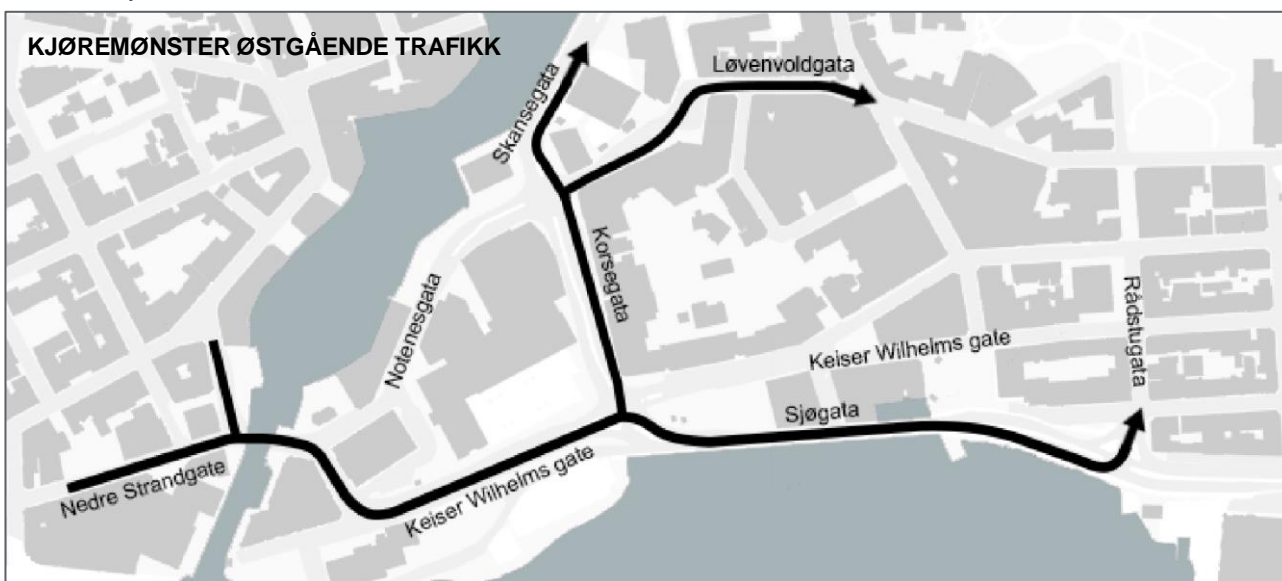 KJØREMØNSTER ØSTGÅENDE TRAFIKK
Løvenvoldgata
Skansegata
Korsegata
Notenesgata
Rådstugata
Keiser Wilhelms gate
Sjøgata
Nedre Strandgate
Keiser Wilhelms gate